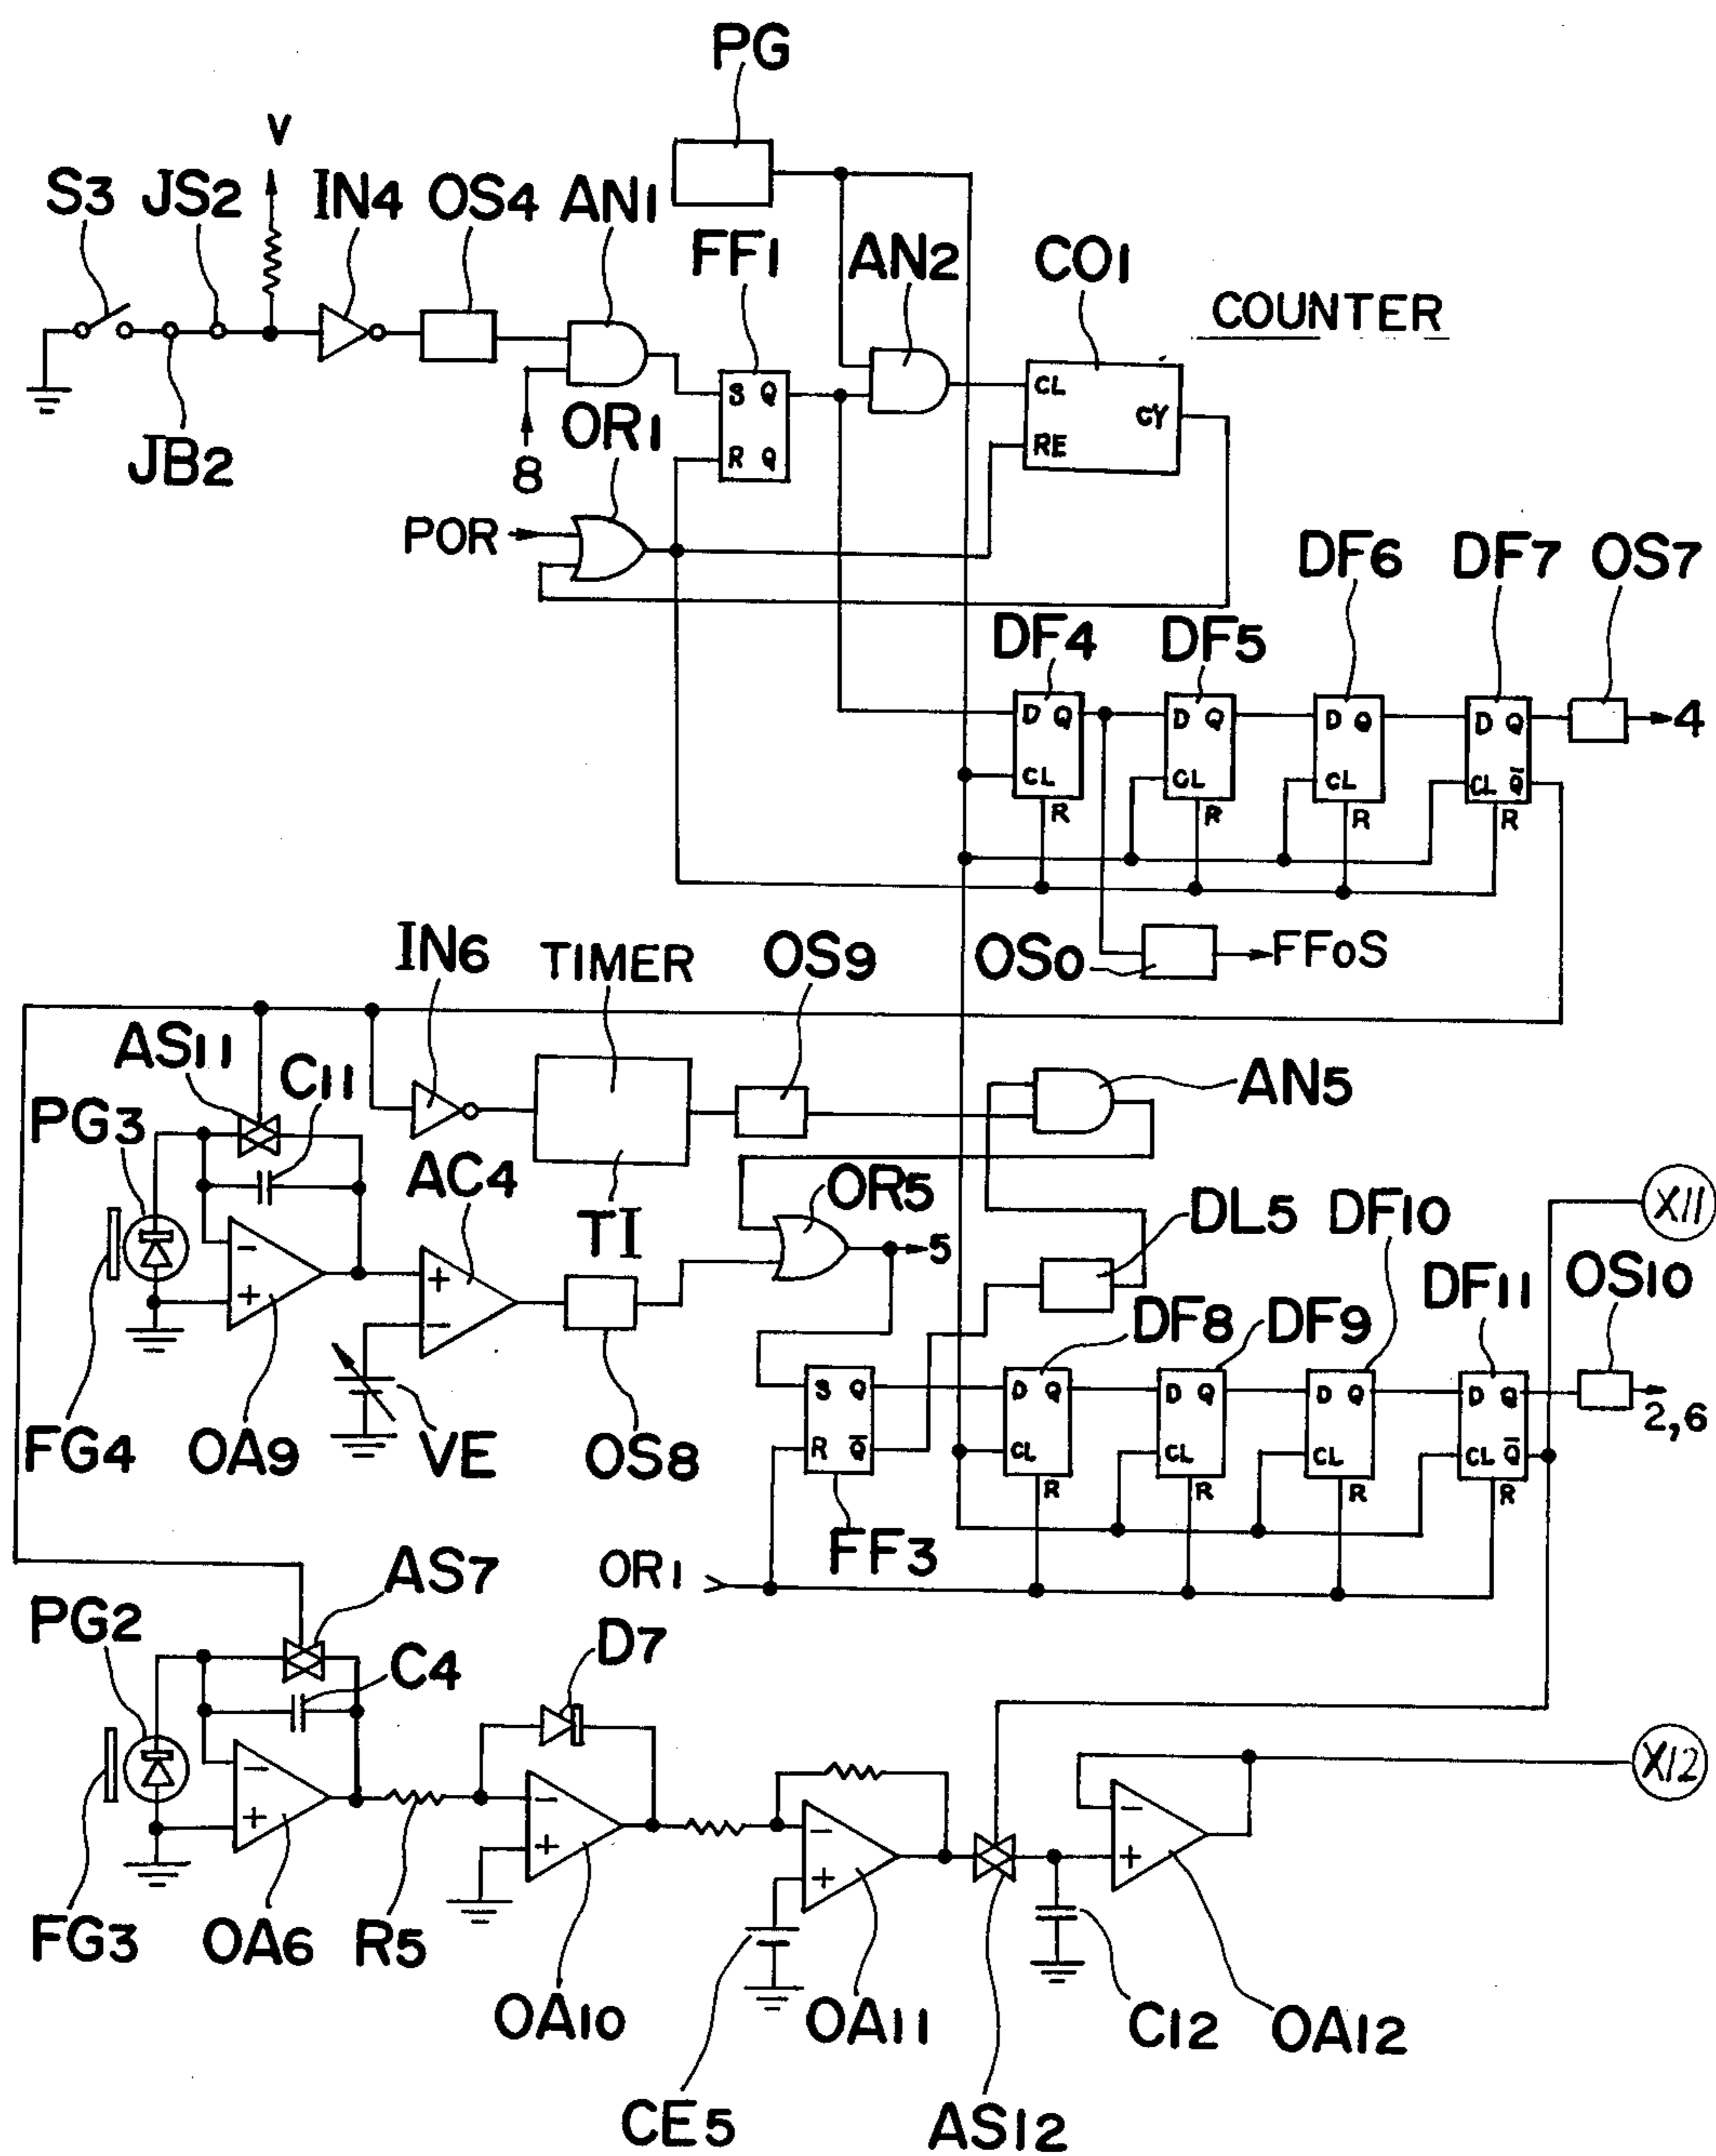 PG
V
S3 JS2 IN4 OS4 AN1
FF1 AN2 CO1
COUNTER
CL
S Q
CY
OR1
R Q RE
JB2
8
POR
DF6 DF7 OS7
DF4 DF5
D Q D Q D Q D Q 4
CL CL CL CL Q̅
R R R R
IN6 TIMER OS9 OS0 FFoS
AS11 C11
AN5
PG3
AC4
OR5
DL5 DF10
X11
TI
5
OS10
DF11
DF8 DF9
- +
+ -
S Q D Q D Q D Q D Q
2,6
FG4 OA9 VE OS8
R Q̅ CL CL CL CL Q̅
R R R R
FF3
OR1
AS7
PG2
D7
C4
X12
- - - -
+ + + +
FG3 OA6 R5
OA10 OA11 C12 OA12
CE5 AS12